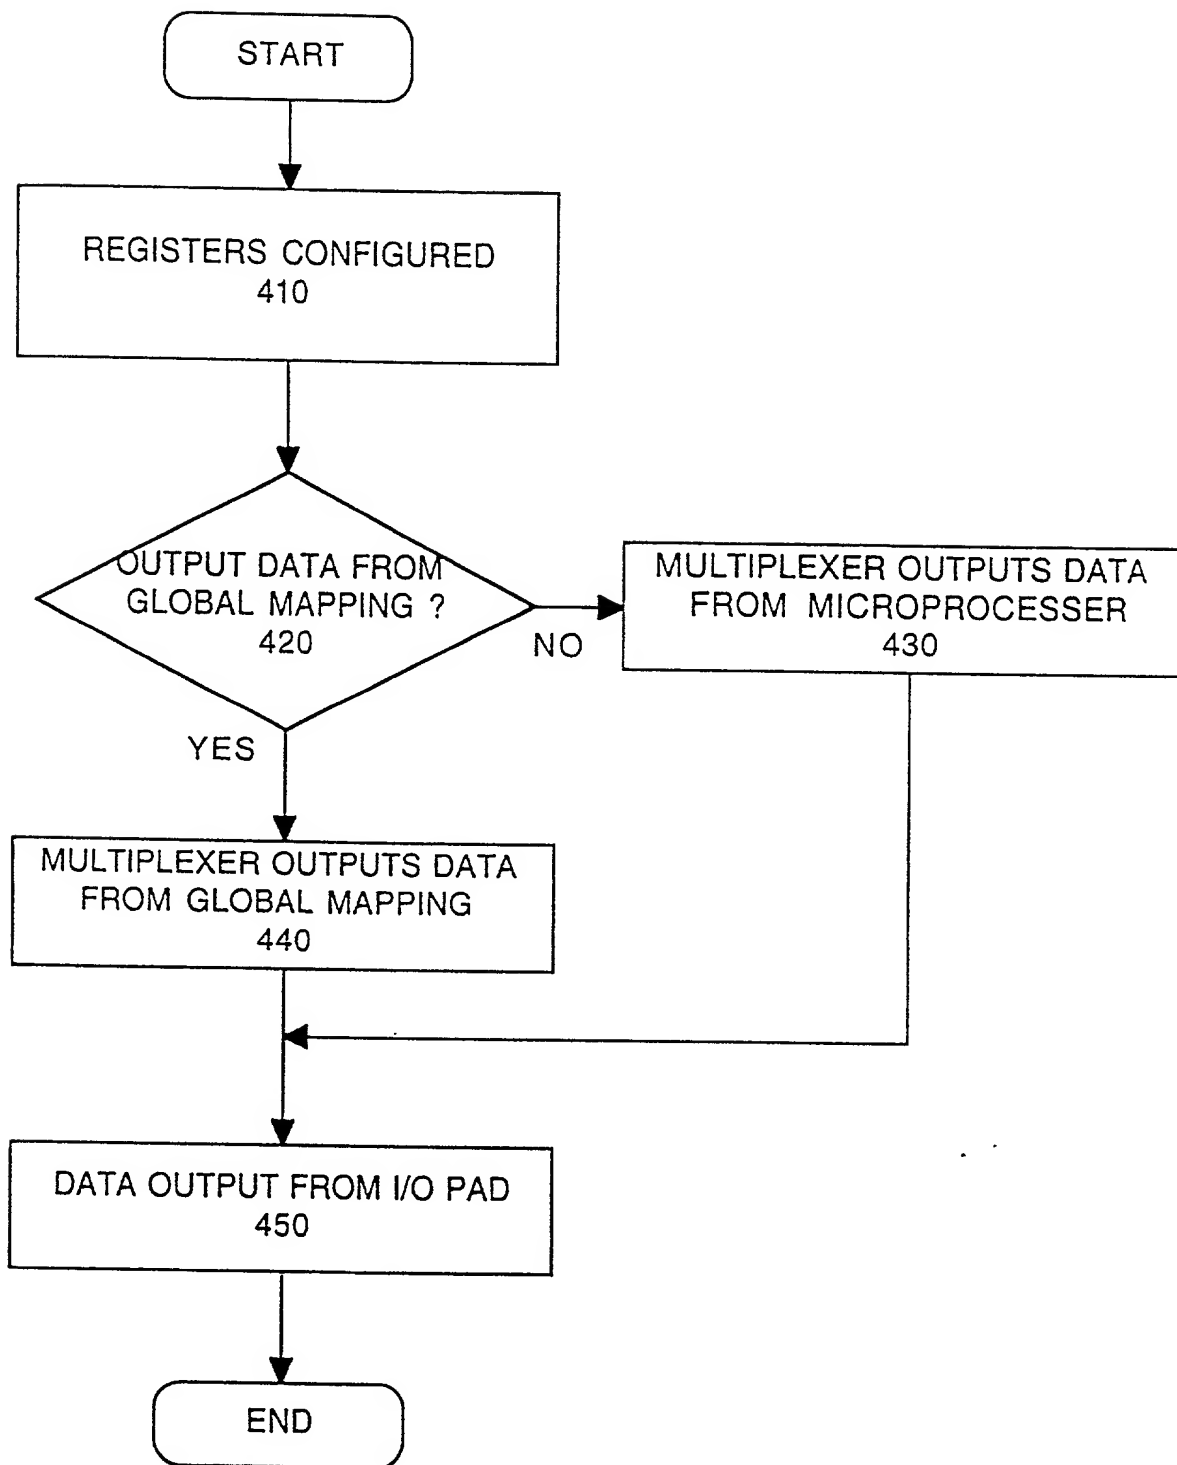 START
REGISTERS CONFIGURED
410
OUTPUT DATA FROM
GLOBAL MAPPING ?
420
NO
MULTIPLEXER OUTPUTS DATA
FROM MICROPROCESSER
430
YES
MULTIPLEXER OUTPUTS DATA
FROM GLOBAL MAPPING
440
DATA OUTPUT FROM I/O PAD
450
END